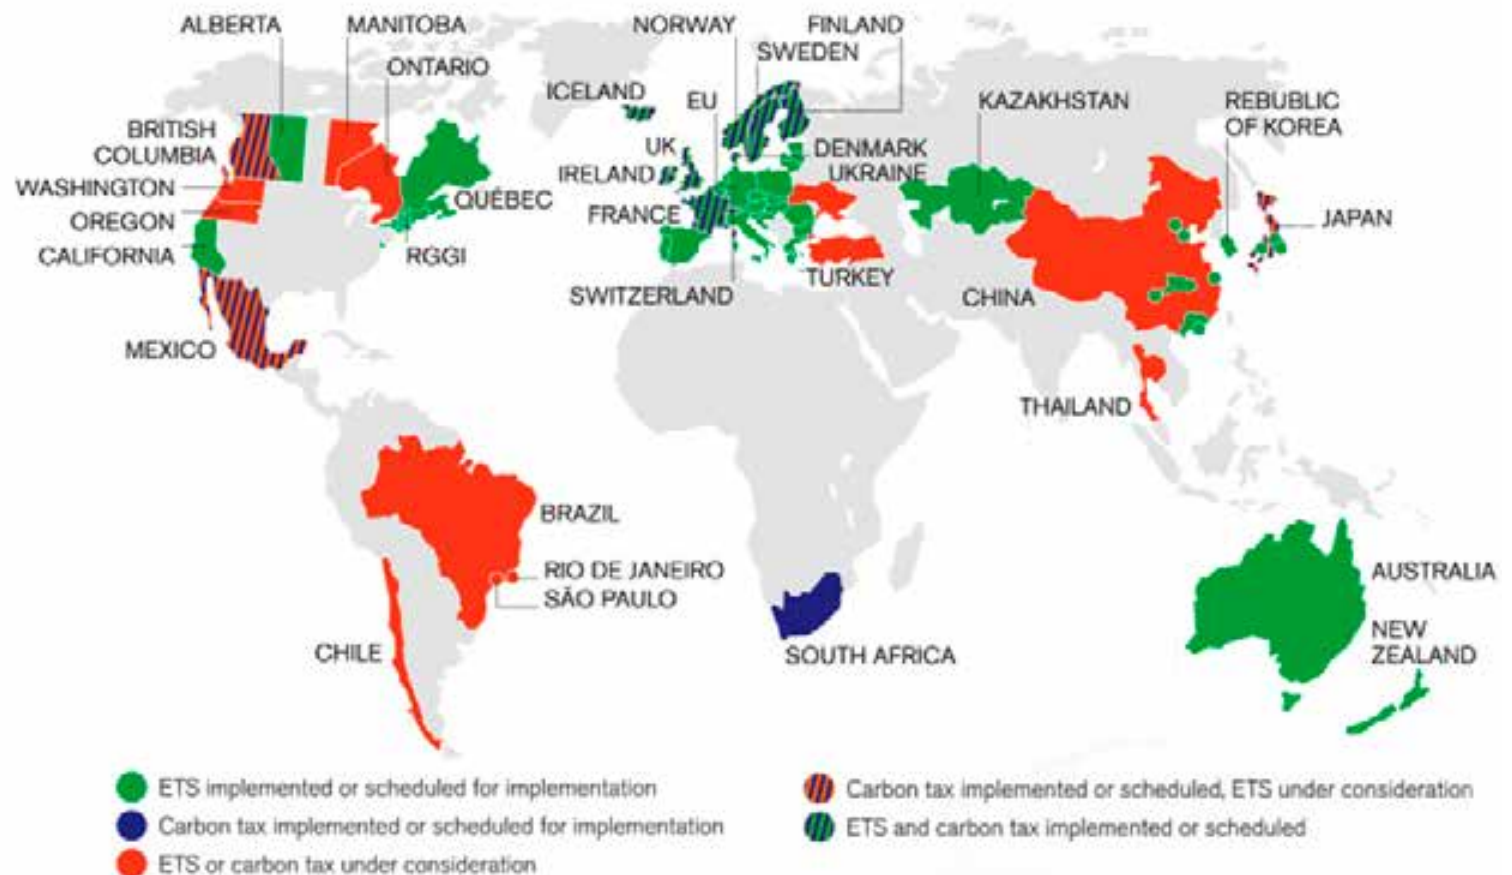 ALBERTA
MANITOBA
ONTARIO
BRITISH
COLUMBIA
WASHINGTON
OREGON
CALIFORNIA
QUÉBEC
RGGI
MEXICO
NORWAY
FINLAND
SWEDEN
ICELAND
EU
UK
IRELAND
FRANCE
DENMARK
UKRAINE
SWITZERLAND
TURKEY
KAZAKHSTAN
REBUBLIC
OF KOREA
JAPAN
CHINA
THAILAND
BRAZIL
RIO DE JANEIRO
SÃO PAULO
CHILE
SOUTH AFRICA
AUSTRALIA
NEW
ZEALAND
ETS implemented or scheduled for implementation
Carbon tax implemented or scheduled for implementation
ETS or carbon tax under consideration
Carbon tax implemented or scheduled, ETS under consideration
ETS and carbon tax implemented or scheduled